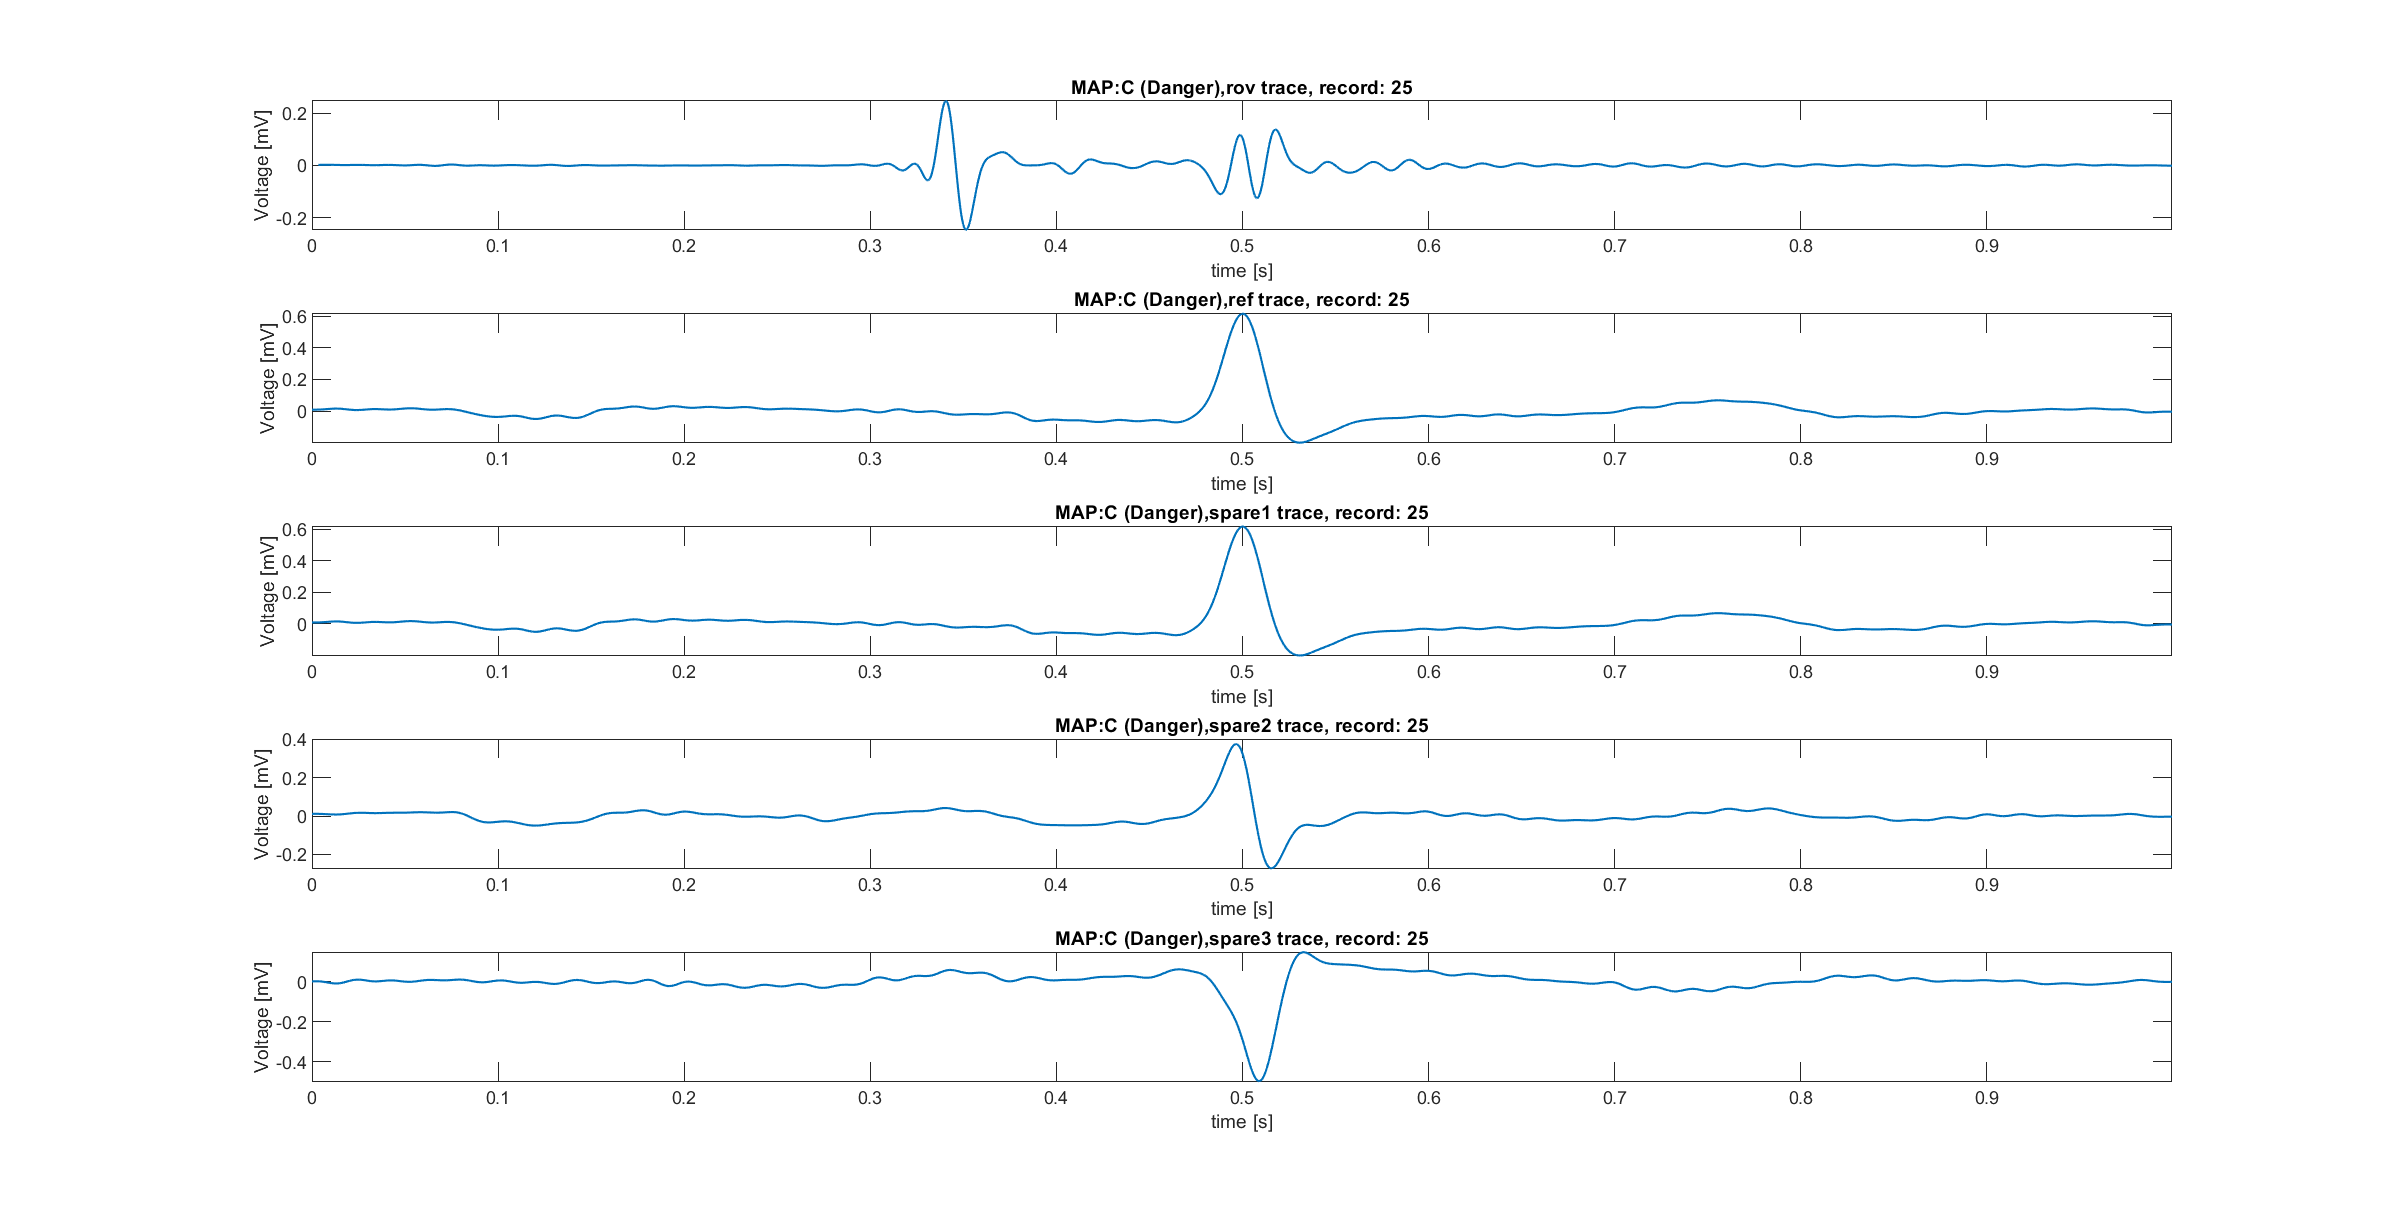 MAP:C (Danger),rov trace, record: 25
Voltage [mV]
0.2
0
-0.2
0 0.1 0.2 0.3 0.4 0.5 0.6 0.7 0.8 0.9
time [s]
MAP:C (Danger),ref trace, record: 25
Voltage [mV]
0.6
0.4
0.2
0
0 0.1 0.2 0.3 0.4 0.5 0.6 0.7 0.8 0.9
time [s]
MAP:C (Danger),spare1 trace, record: 25
Voltage [mV]
0.6
0.4
0.2
0
0 0.1 0.2 0.3 0.4 0.5 0.6 0.7 0.8 0.9
time [s]
MAP:C (Danger),spare2 trace, record: 25
Voltage [mV]
0.4
0.2
0
-0.2
0 0.1 0.2 0.3 0.4 0.5 0.6 0.7 0.8 0.9
time [s]
MAP:C (Danger),spare3 trace, record: 25
Voltage [mV]
0
-0.2
-0.4
0 0.1 0.2 0.3 0.4 0.5 0.6 0.7 0.8 0.9
time [s]